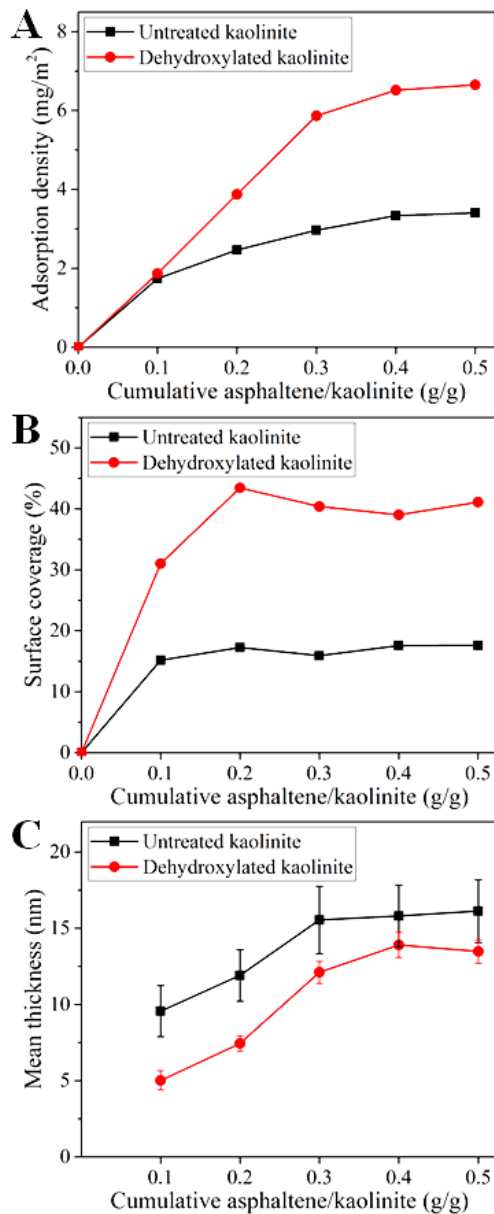 A
Untreated kaolinite
Dehydroxylated kaolinite
Adsorption density (mg/m²)
8
6
4
2
0
0.0 0.1 0.2 0.3 0.4 0.5
Cumulative asphaltene/kaolinite (g/g)
B
Untreated kaolinite
Dehydroxylated kaolinite
Surface coverage (%)
50
40
30
20
10
0
0.0 0.1 0.2 0.3 0.4 0.5
Cumulative asphaltene/kaolinite (g/g)
C
Untreated kaolinite
Dehydroxylated kaolinite
Mean thickness (nm)
20
15
10
5
0
0.1 0.2 0.3 0.4 0.5
Cumulative asphaltene/kaolinite (g/g)